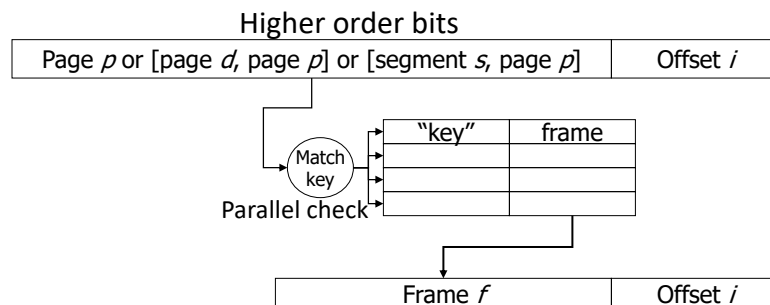 Higher order bits
Page p or [page d, page p] or [segment s, page p] Offset i
“key” frame
Match
key
Parallel check
Frame f Offset i